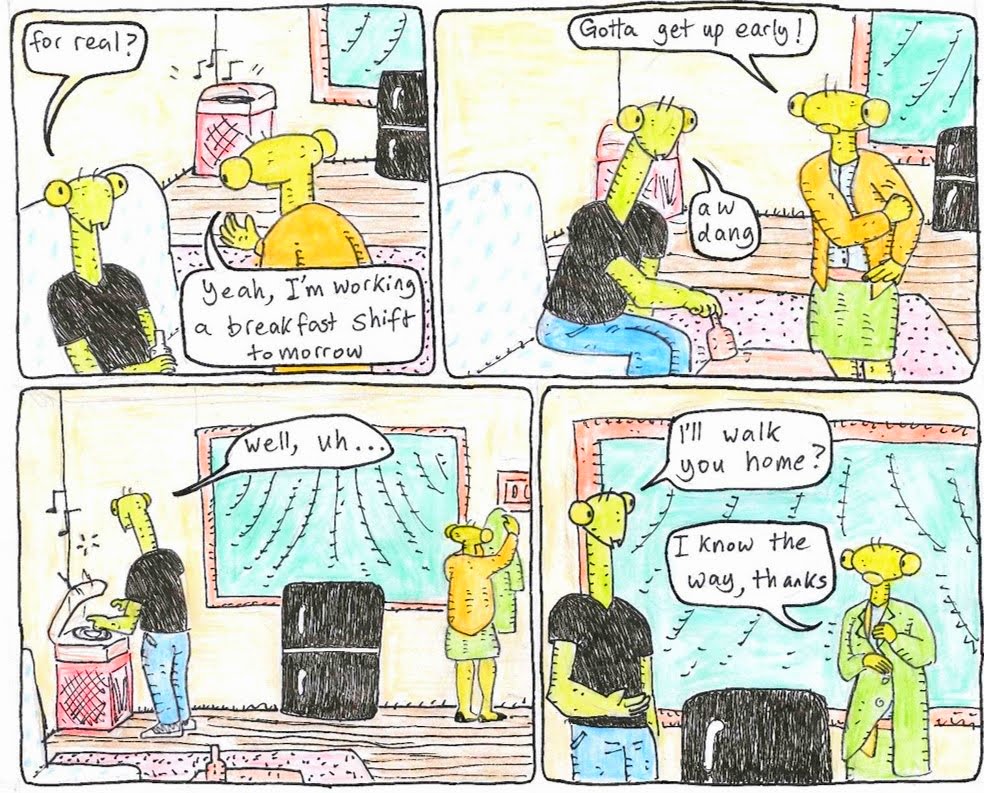 for real?
Yeah, I'm working
a breakfast shift
tomorrow
Gotta get up early!
aw
dang
well, uh...
I'll walk
you home?
I know the
way, thanks